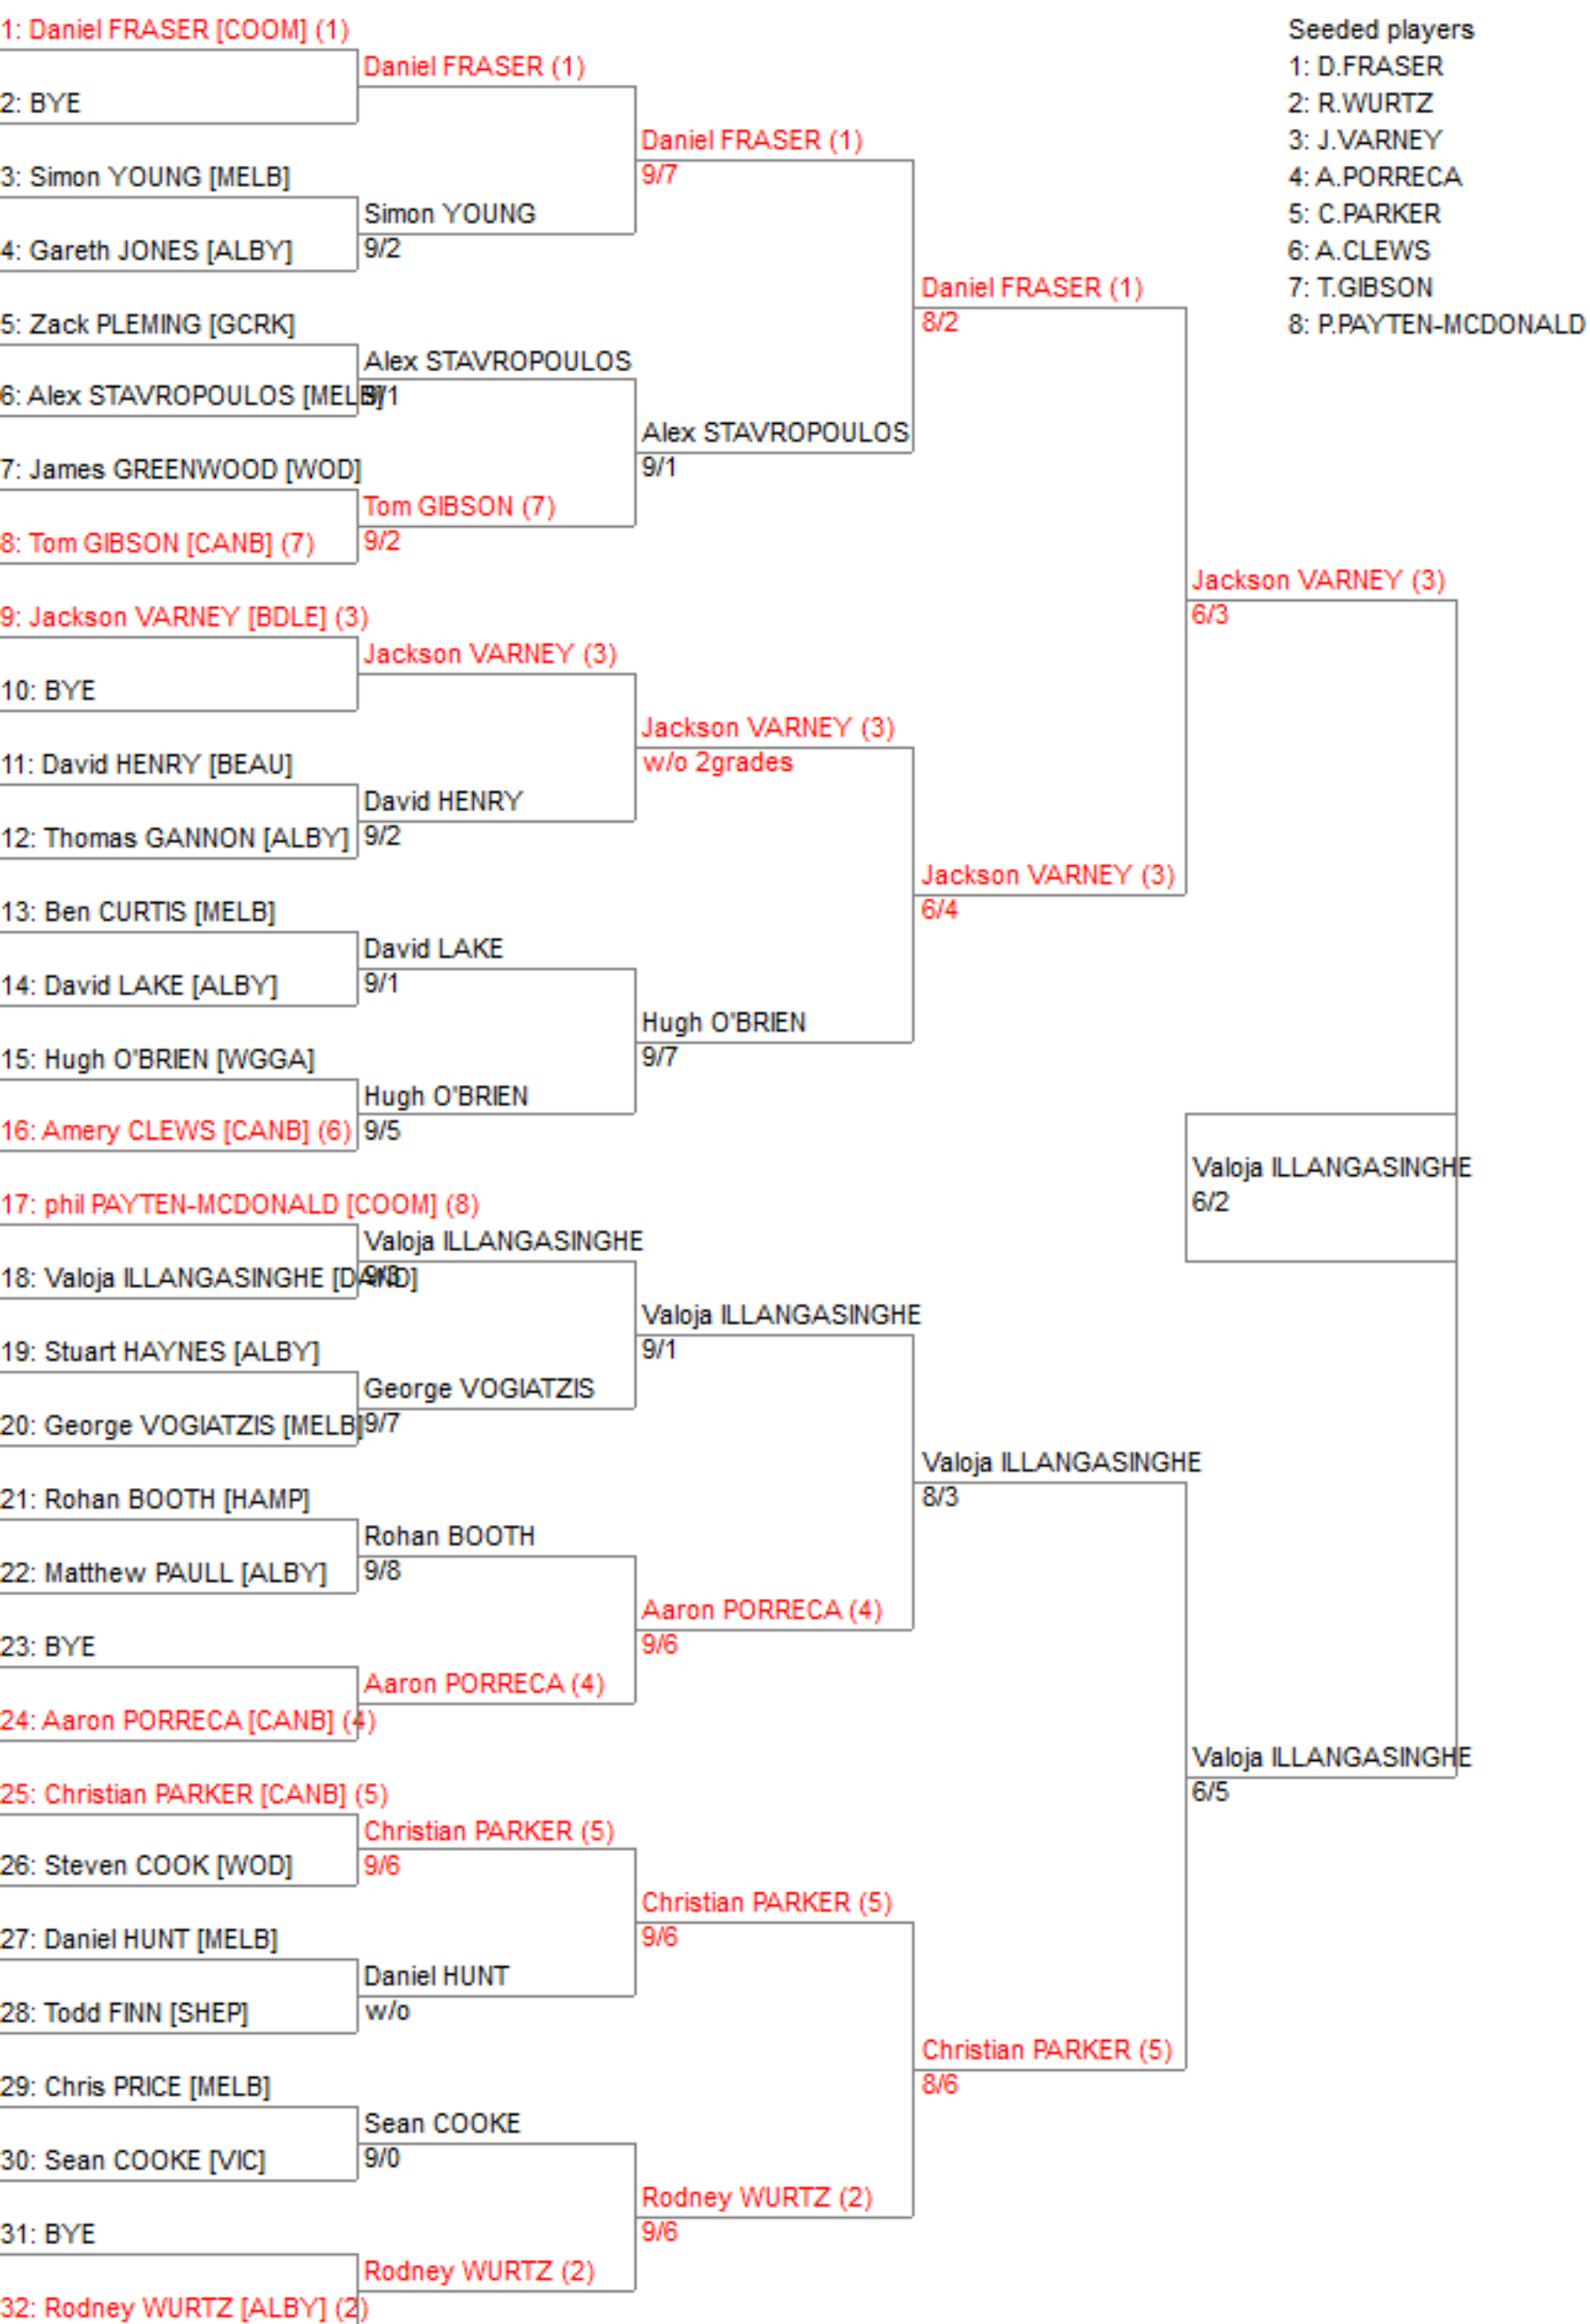 1: Daniel FRASER [COOM] (1)
2: BYE
3: Simon YOUNG [MELB]
4: Gareth JONES [ALBY]
5: Zack PLEMING [GCRK]
6: Alex STAVROPOULOS [MELB]
7: James GREENWOOD [WOD]
8: Tom GIBSON [CANB] (7)
9: Jackson VARNEY [BDLE] (3)
10: BYE
11: David HENRY [BEAU]
12: Thomas GANNON [ALBY]
13: Ben CURTIS [MELB]
14: David LAKE [ALBY]
15: Hugh O'BRIEN [WGGA]
16: Amery CLEWS [CANB] (6)
17: phil PAYTEN-MCDONALD [COOM] (8)
18: Valoja ILLANGASINGHE [DAND]
19: Stuart HAYNES [ALBY]
20: George VOGIATZIS [MELB]
21: Rohan BOOTH [HAMP]
22: Matthew PAULL [ALBY]
23: BYE
24: Aaron PORRECA [CANB] (4)
25: Christian PARKER [CANB] (5)
26: Steven COOK [WOD]
27: Daniel HUNT [MELB]
28: Todd FINN [SHEP]
29: Chris PRICE [MELB]
30: Sean COOKE [VIC]
31: BYE
32: Rodney WURTZ [ALBY] (2)
Daniel FRASER (1)
Simon YOUNG
9/2
Alex STAVROPOULOS
9/1
Tom GIBSON (7)
9/2
Jackson VARNEY (3)
David HENRY
9/2
David LAKE
9/1
Hugh O'BRIEN
9/5
Valoja ILLANGASINGHE
9/3
George VOGIATZIS
9/7
Rohan BOOTH
9/8
Aaron PORRECA (4)
Christian PARKER (5)
9/6
Daniel HUNT
w/o
Sean COOKE
9/0
Rodney WURTZ (2)
Daniel FRASER (1)
9/7
Alex STAVROPOULOS
9/1
Jackson VARNEY (3)
w/o 2grades
Hugh O'BRIEN
9/7
Valoja ILLANGASINGHE
9/1
Aaron PORRECA (4)
9/6
Christian PARKER (5)
9/6
Rodney WURTZ (2)
9/6
Daniel FRASER (1)
8/2
Jackson VARNEY (3)
6/4
Valoja ILLANGASINGHE
8/3
Christian PARKER (5)
8/6
Jackson VARNEY (3)
6/3
Valoja ILLANGASINGHE
6/2
Valoja ILLANGASINGHE
6/5
Seeded players
1: D.FRASER
2: R.WURTZ
3: J.VARNEY
4: A.PORRECA
5: C.PARKER
6: A.CLEWS
7: T.GIBSON
8: P.PAYTEN-MCDONALD